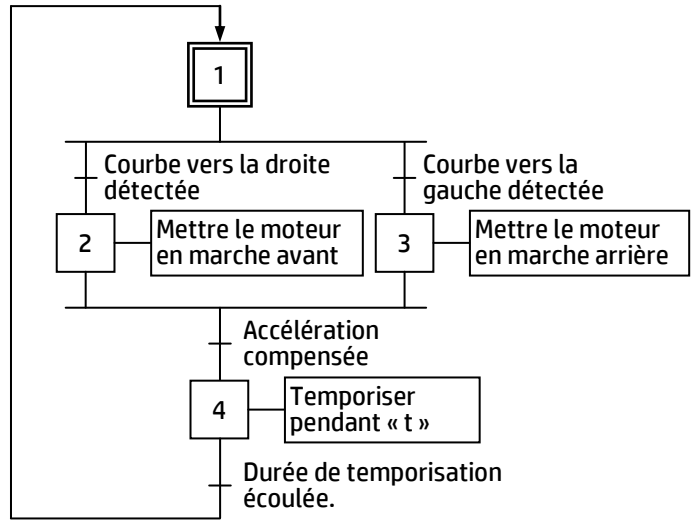 1
Courbe vers la droite
détectée
Courbe vers la
gauche détectée
2
Mettre le moteur
en marche avant
3
Mettre le moteur
en marche arrière
Accélération
compensée
4
Temporiser
pendant « t »
Durée de temporisation
écoulée.